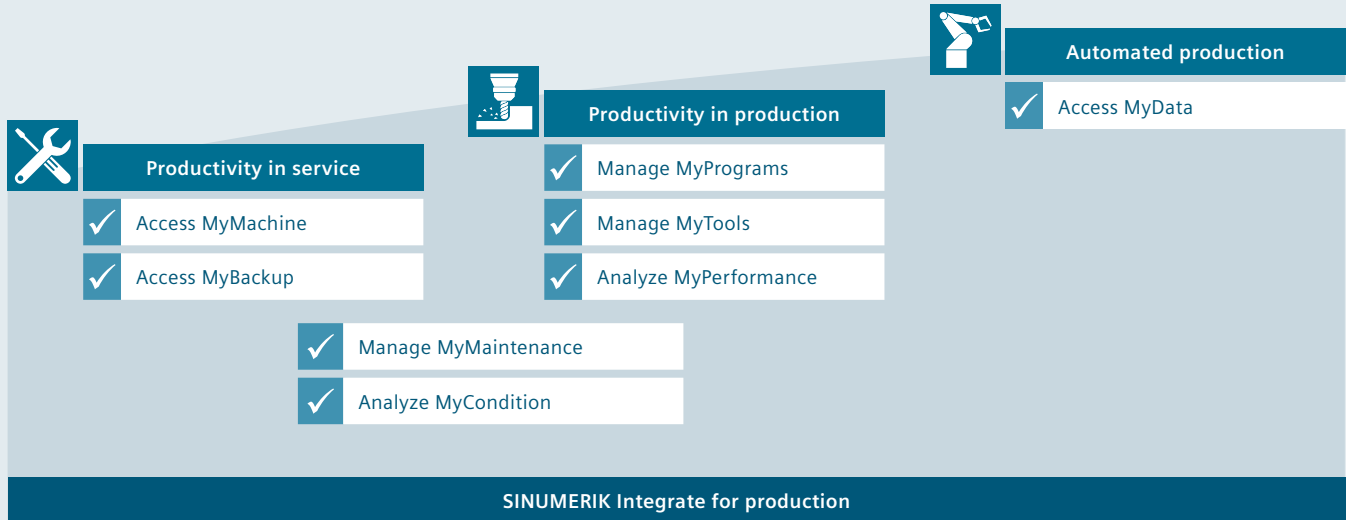 Productivity in service
Access MyMachine
Access MyBackup
Productivity in production
Manage MyPrograms
Manage MyTools
Analyze MyPerformance
Manage MyMaintenance
Analyze MyCondition
Automated production
Access MyData
SINUMERIK Integrate for production